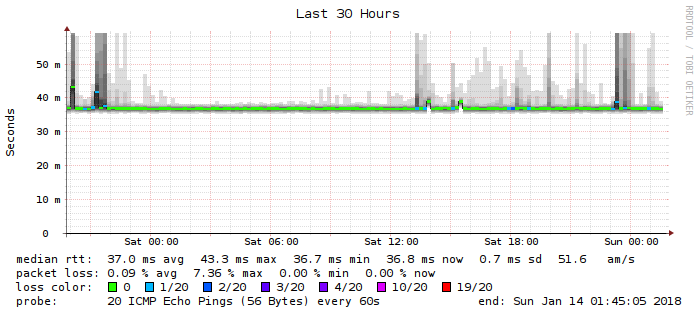 Last 30 Hours
RRDTOOL / TOBI OETIKER
Seconds
50 m
40 m
30 m
20 m
10 m
0
Sat 00:00 Sat 06:00 Sat 12:00 Sat 18:00 Sun 00:00
median rtt: 37.0 ms avg 43.3 ms max 36.7 ms min 36.8 ms now 0.7 ms sd 51.6 am/s
packet loss: 0.09 % avg 7.36 % max 0.00 % min 0.00 % now
loss color: 0 1/20 2/20 3/20 4/20 10/20 19/20
probe: 20 ICMP Echo Pings (56 Bytes) every 60s end: Sun Jan 14 01:45:05 2018